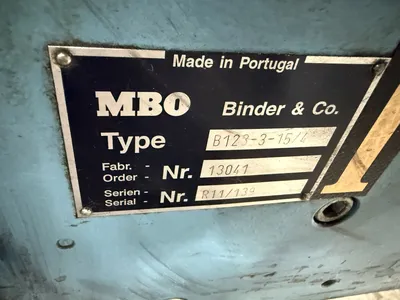 Made in Portugal
MBO Binder & Co.
Type B123-3-15/4
Fabr. -
Order - Nr. 13041
Serien -
Serial - Nr. R11/139